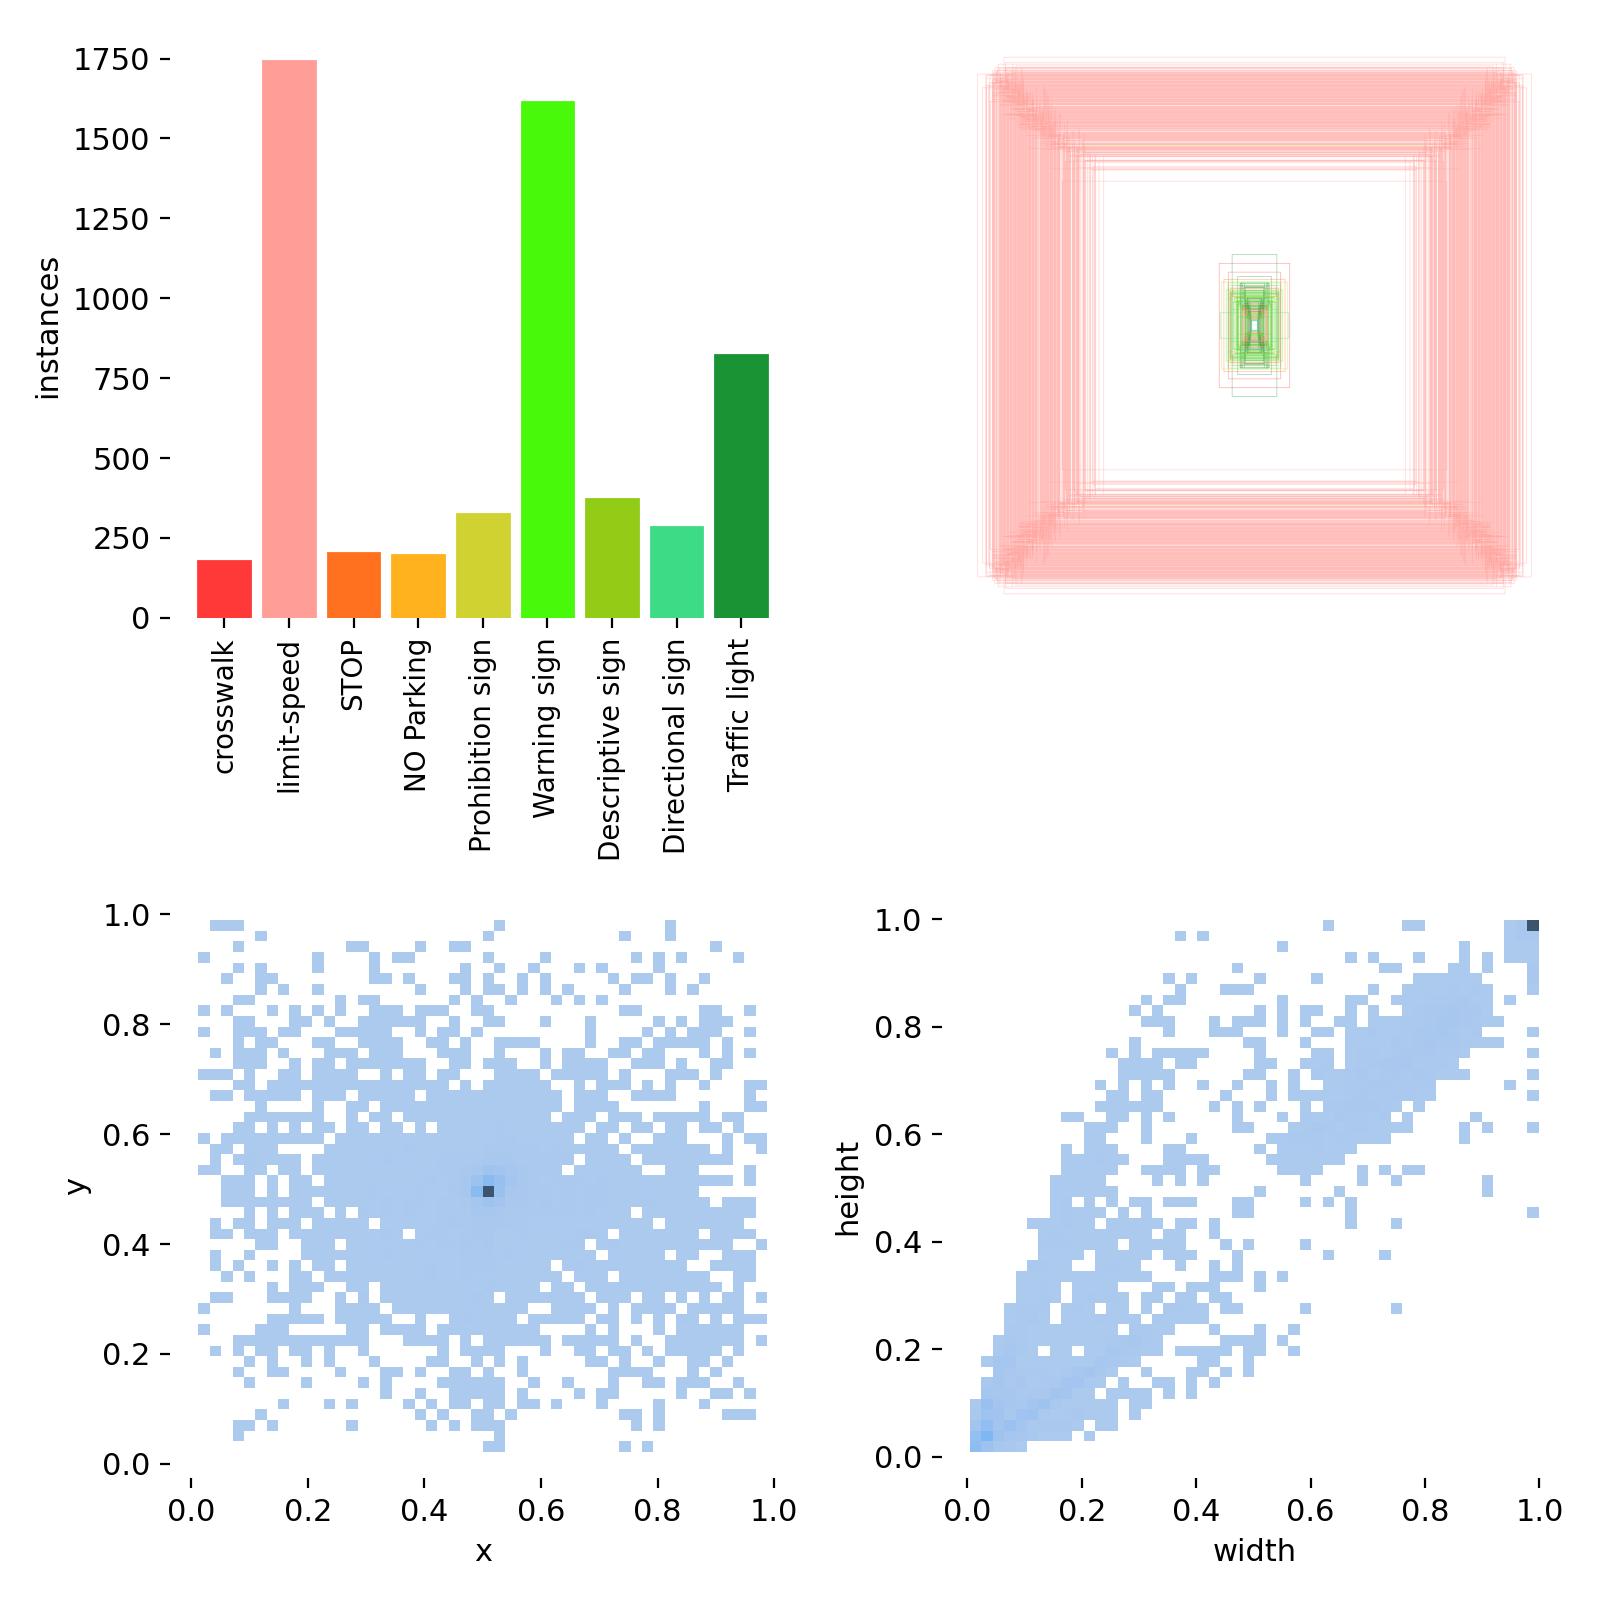 1750
1500
1250
1000
750
500
250
0
instances
crosswalk
limit-speed
STOP
NO Parking
Prohibition sign
Warning sign
Descriptive sign
Directional sign
Traffic light
1.0
0.8
0.6
0.4
0.2
0.0
y
0.0 0.2 0.4 0.6 0.8 1.0
x
1.0
0.8
0.6
0.4
0.2
0.0
height
0.0 0.2 0.4 0.6 0.8 1.0
width